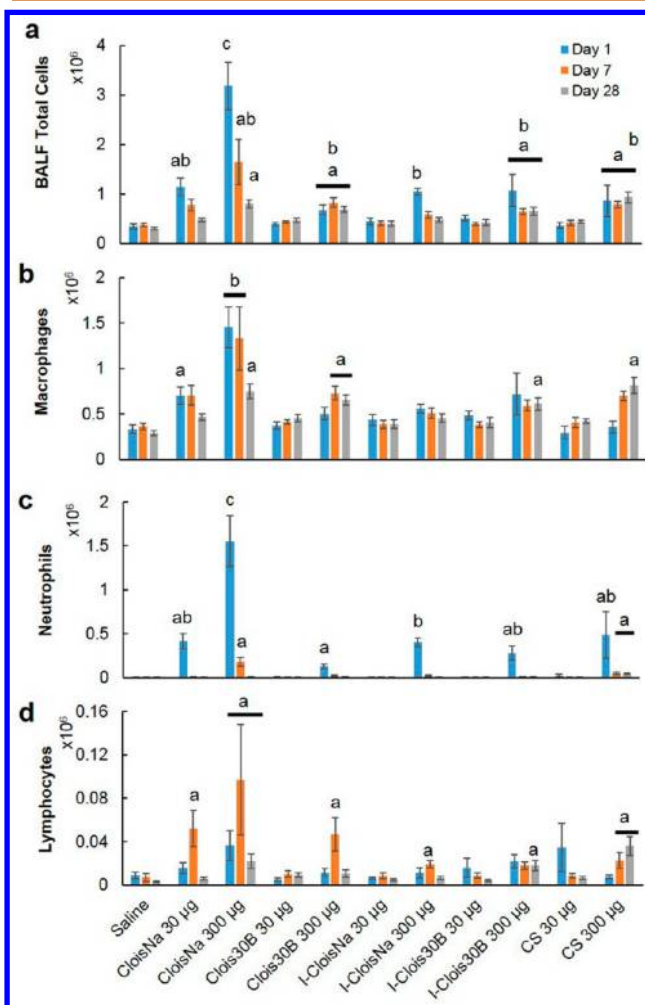 a
x10⁶
BALF Total Cells
4
3
2
1
0
Day 1
Day 7
Day 28
ab
c
ab
a
b
a
b
b
a
b
a
b
x10⁶
Macrophages
2
1.5
1
0.5
0
a
b
a
a
a
a
c
x10⁶
Neutrophils
2
1.5
1
0.5
0
ab
c
a
a
b
ab
ab
a
d
x10⁶
Lymphocytes
0.16
0.12
0.08
0.04
0
a
a
a
a
a
a
Saline
CloisNa 30 µg
CloisNa 300 µg
Clois30B 30 µg
Clois30B 300 µg
I-CloisNa 30 µg
I-CloisNa 300 µg
I-Clois30B 30 µg
I-Clois30B 300 µg
CS 30 µg
CS 300 µg